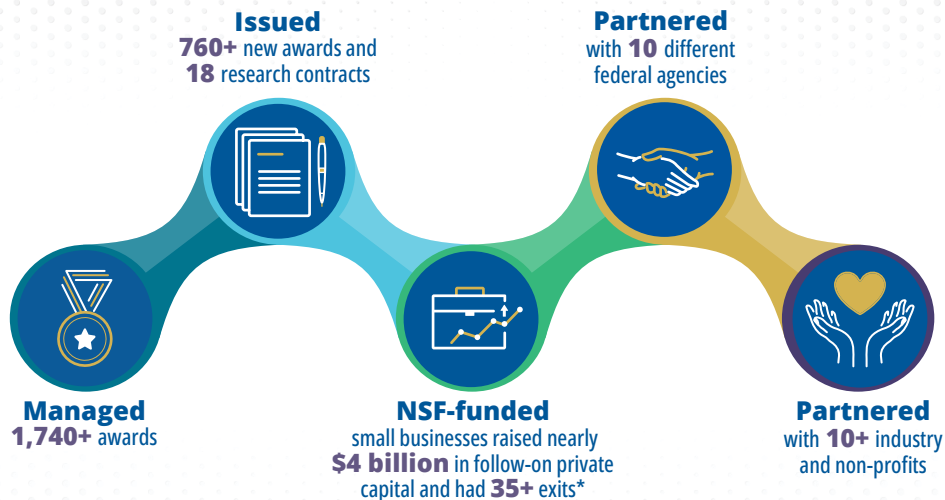 Managed
1,740+ awards
Issued
760+ new awards and
18 research contracts
NSF-funded
small businesses raised nearly
$4 billion in follow-on private
capital and had 35+ exits*
Partnered
with 10 different
federal agencies
Partnered
with 10+ industry
and non-profits